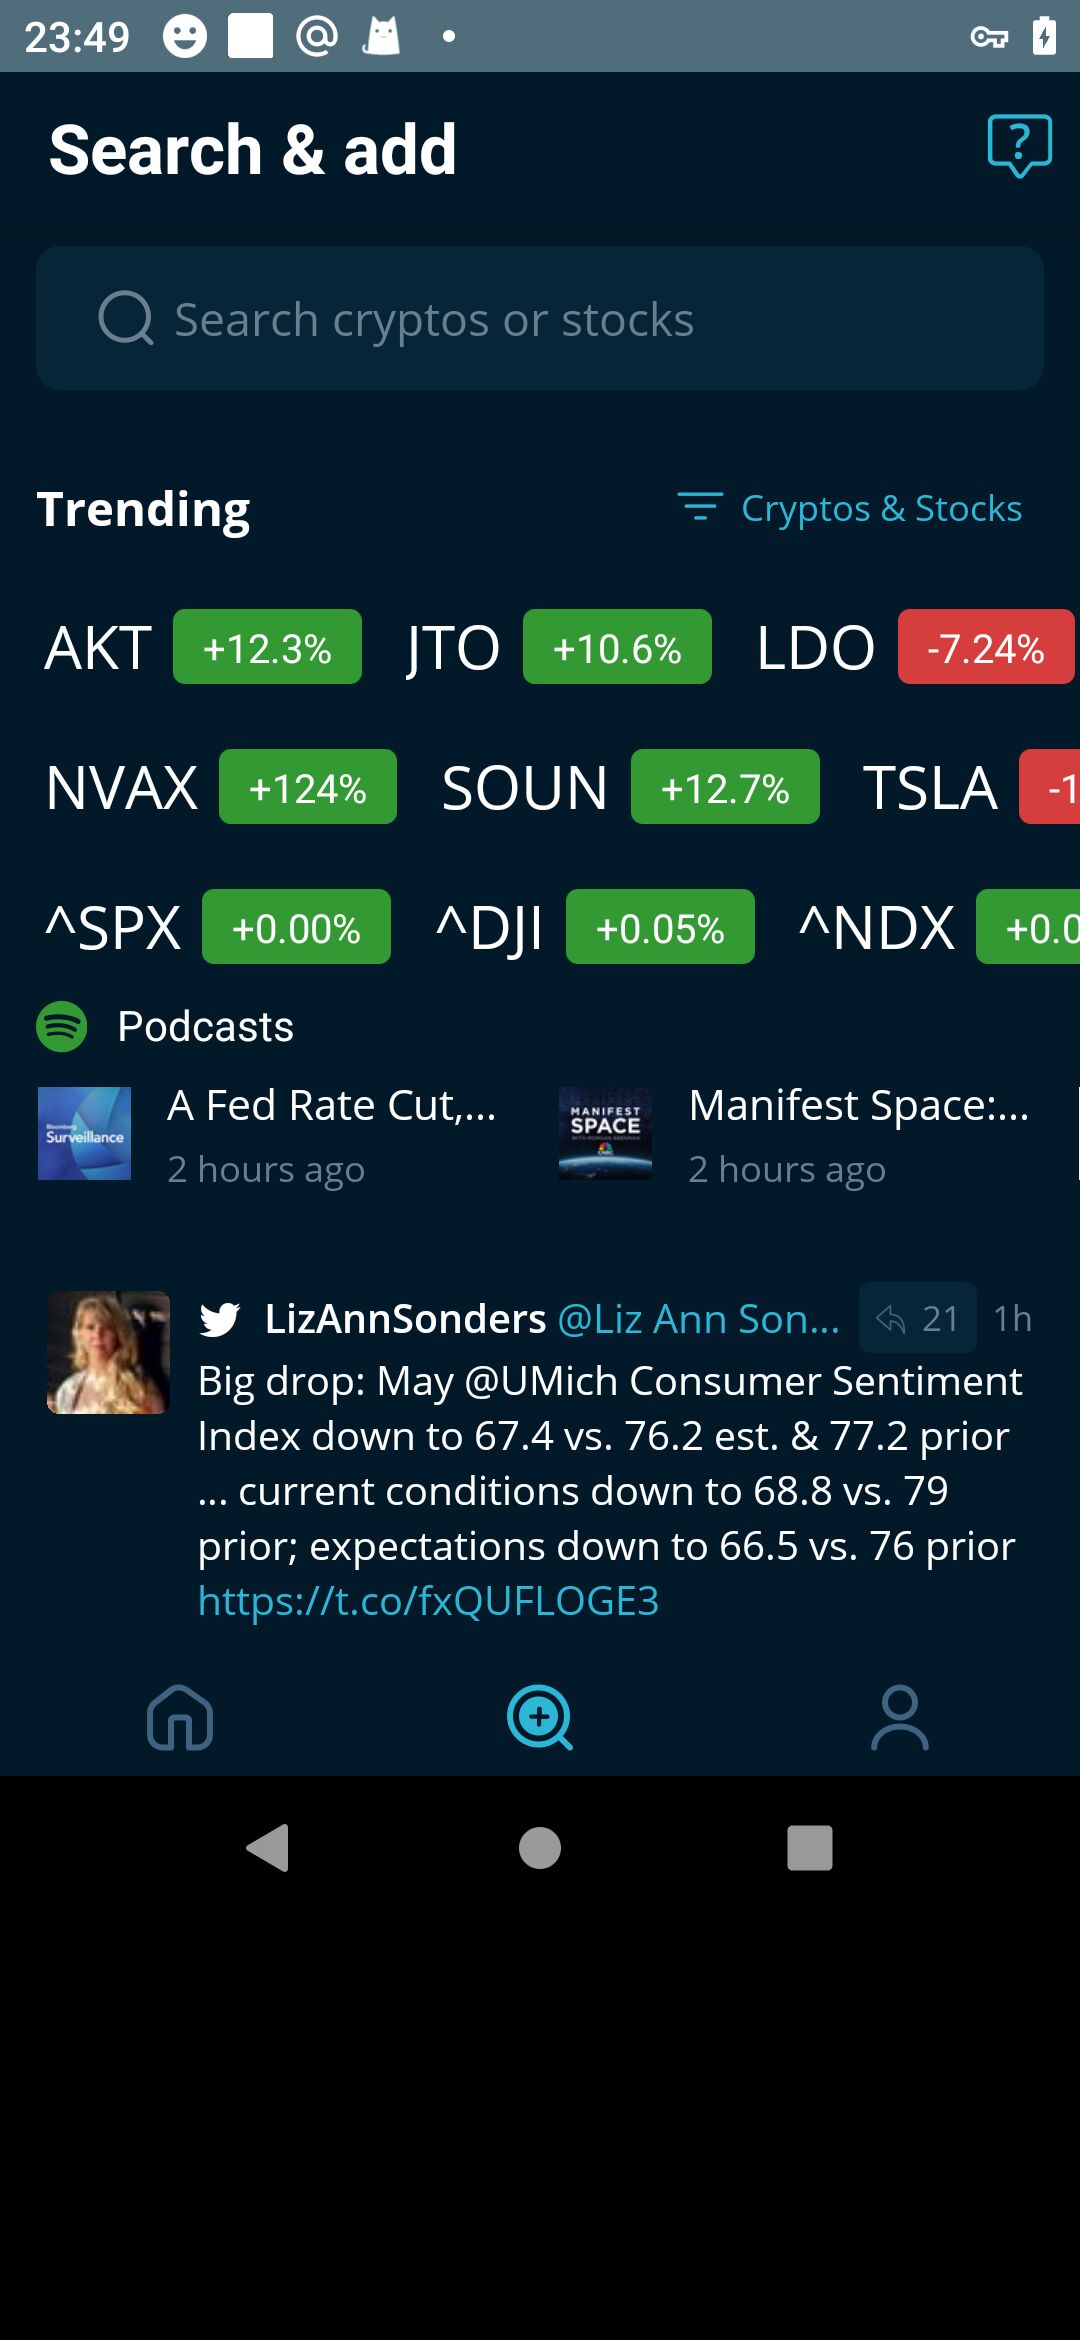 23:49
Search & add
?
Search cryptos or stocks
Trending
Cryptos & Stocks
AKT +12.3% JTO +10.6% LDO -7.24%
NVAX +124% SOUN +12.7% TSLA -1
^SPX +0.00% ^DJI +0.05% ^NDX +0.0
Podcasts
Bloomberg
Surveillance
A Fed Rate Cut,...
2 hours ago
MANIFEST
SPACE
WITH MORGAN BRENNAN
CNBC
Manifest Space:...
2 hours ago
LizAnnSonders @Liz Ann Son... 21 1h
Big drop: May @UMich Consumer Sentiment
Index down to 67.4 vs. 76.2 est. & 77.2 prior
... current conditions down to 68.8 vs. 79
prior; expectations down to 66.5 vs. 76 prior
https://t.co/fxQUFLOGE3